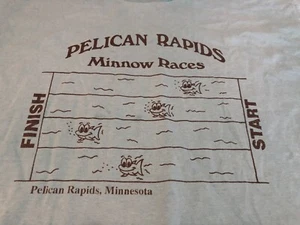 PELICAN RAPIDS
Minnow Races
FINISH
START
Pelican Rapids, Minnesota